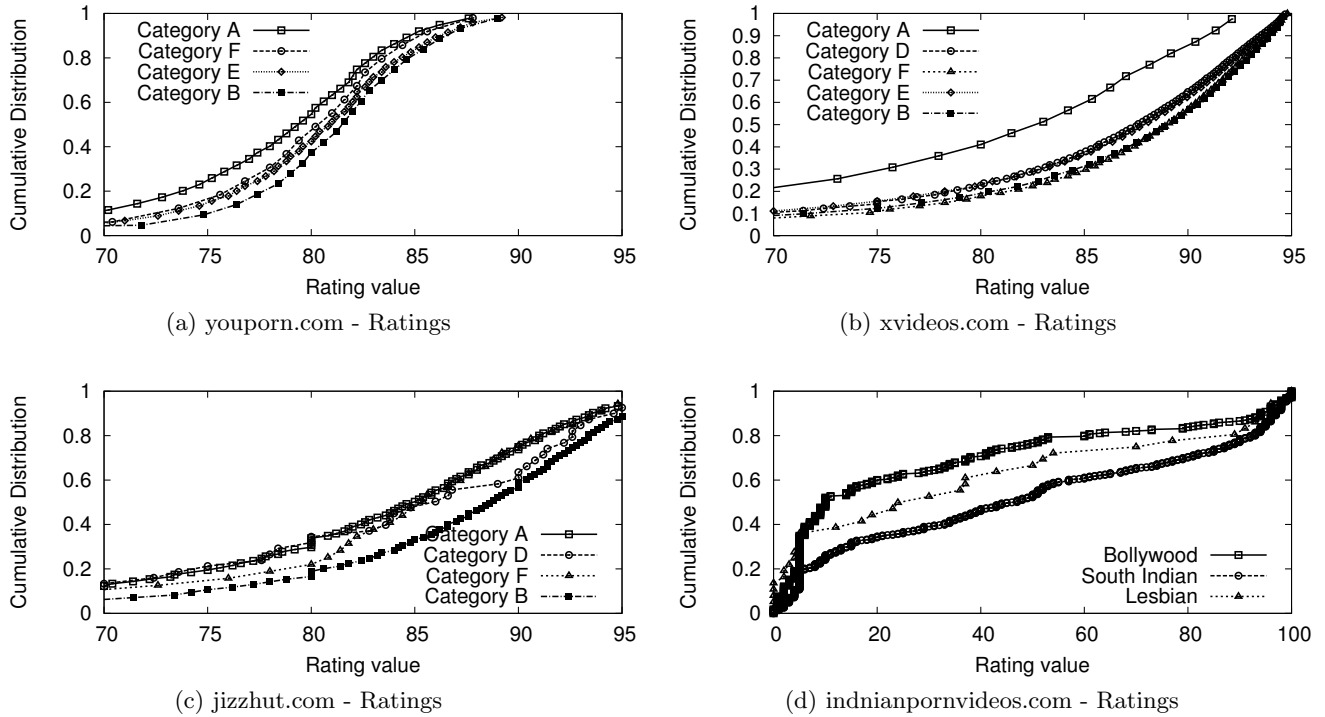 1
0.8
0.6
0.4
0.2
0
70
75
80
85
90
95
Cumulative Distribution
Rating value
Category A
Category F
Category E
Category B
(a) youporn.com - Ratings
1
0.9
0.8
0.7
0.6
0.5
0.4
0.3
0.2
0.1
0
70
75
80
85
90
95
Cumulative Distribution
Rating value
Category A
Category D
Category F
Category E
Category B
(b) xvideos.com - Ratings
1
0.8
0.6
0.4
0.2
0
70
75
80
85
90
95
Cumulative Distribution
Rating value
Category A
Category D
Category F
Category B
(c) jizzhut.com - Ratings
1
0.8
0.6
0.4
0.2
0
0
20
40
60
80
100
Cumulative Distribution
Rating value
Bollywood
South Indian
Lesbian
(d) indnianpornvideos.com - Ratings